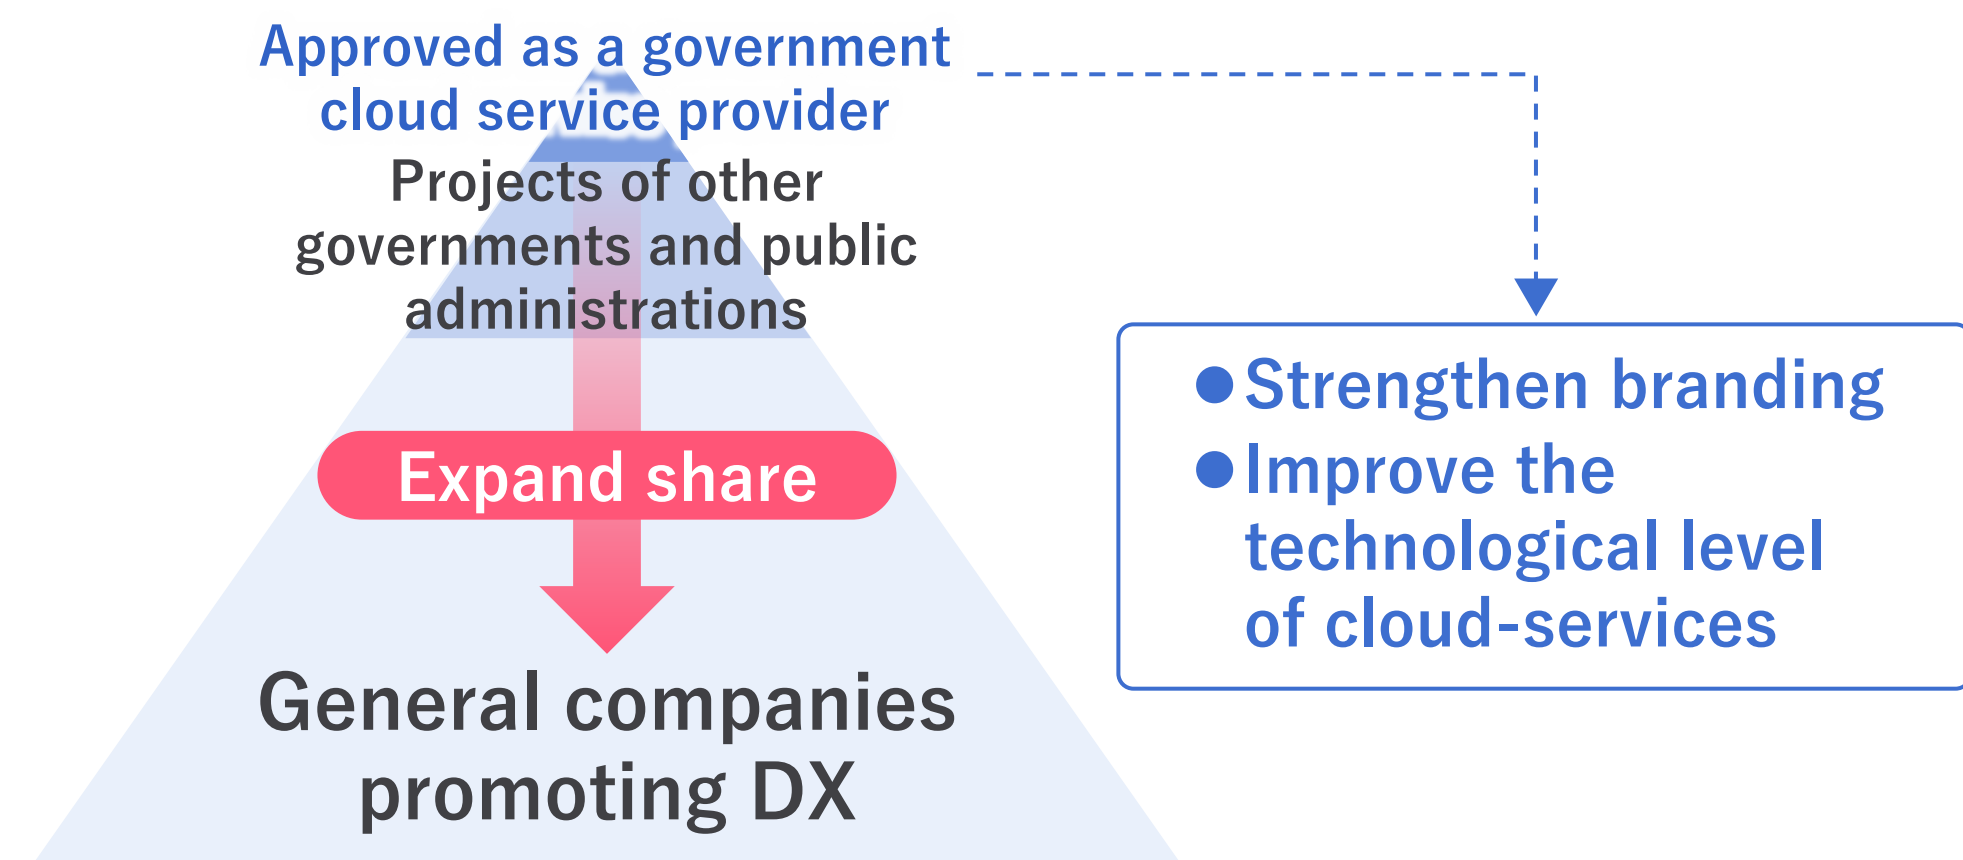 Approved as a government
cloud service provider
Projects of other
governments and public
administrations
Expand share
General companies
promoting DX
●Strengthen branding
●Improve the
technological level
of cloud-services